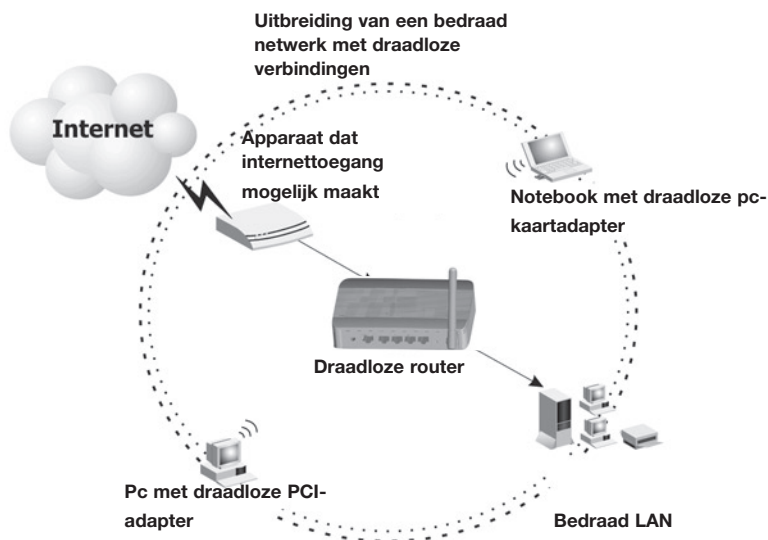 Uitbreiding van een bedraad
netwerk met draadloze
verbindingen
Internet
Apparaat dat
internettoegang
mogelijk maakt
Notebook met draadloze pc-
kaartadapter
Draadloze router
Pc met draadloze PCI-
adapter
Bedraad LAN